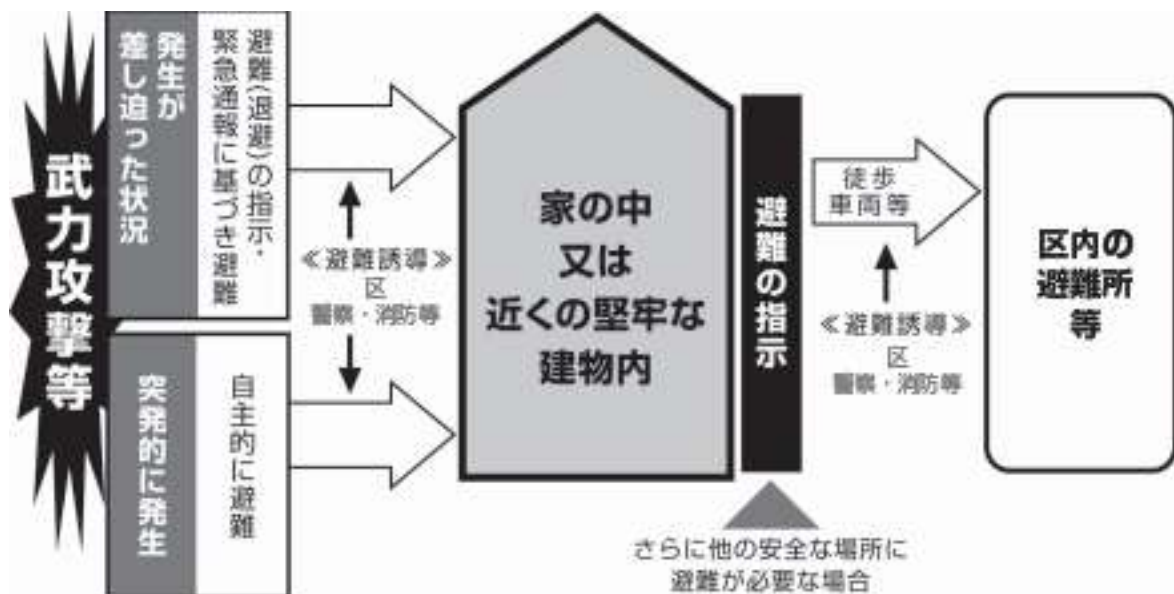 武力攻撃等
発生が
差し迫った状況
避難（退避）の指示・
緊急通報に基づき避難
突発的に発生
自主的に避難
≪避難誘導≫
区
警察・消防等
家の中
又は
近くの堅牢な
建物内
避難の指示
さらに他の安全な場所に
避難が必要な場合
徒歩
車両等
≪避難誘導≫
区
警察・消防等
区内の
避難所
等